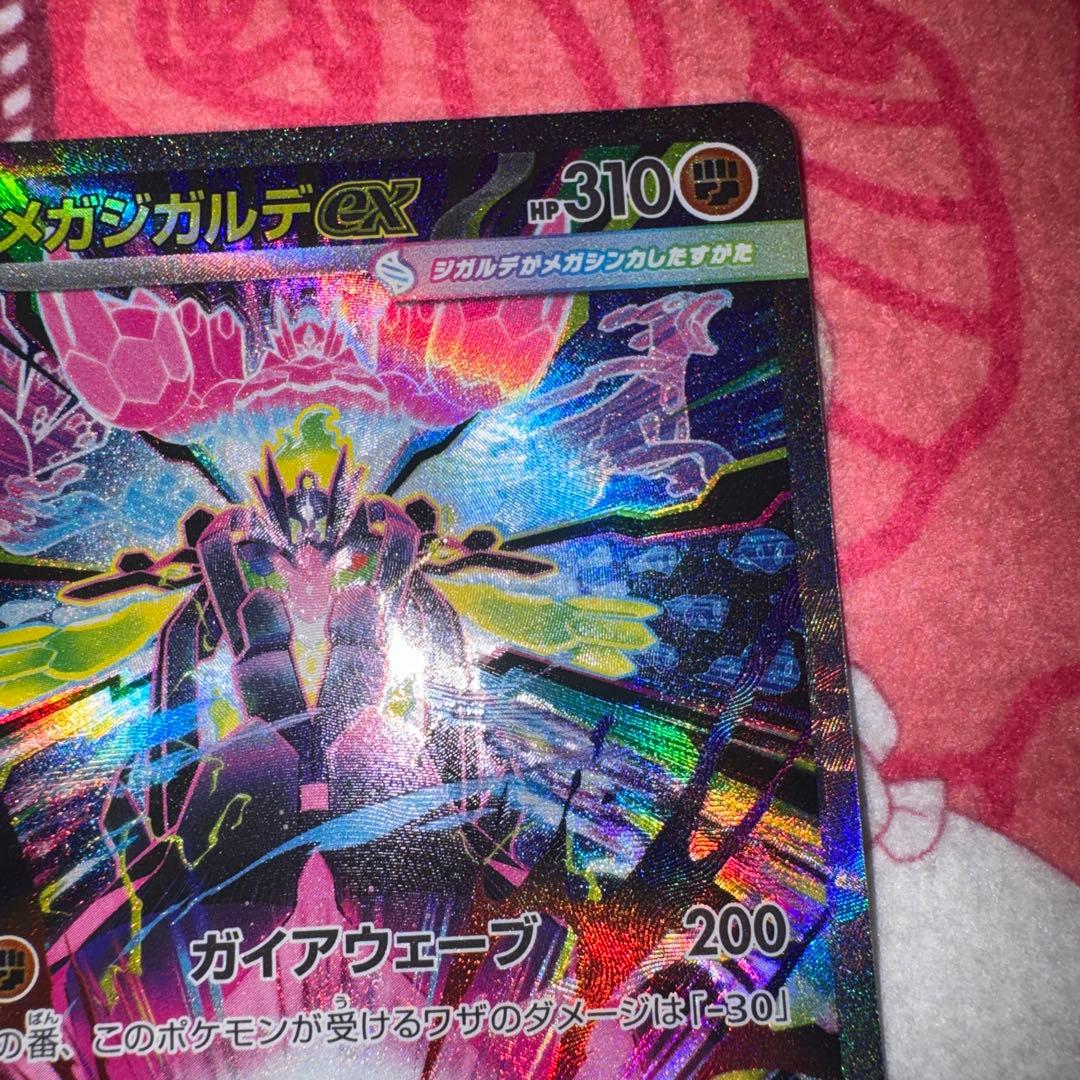 メガジガルデex HP310
ジガルデがメガシンカしたすがた
ガイアウェーブ 200
の番、このポケモンが受けるワザのダメージは「-30」